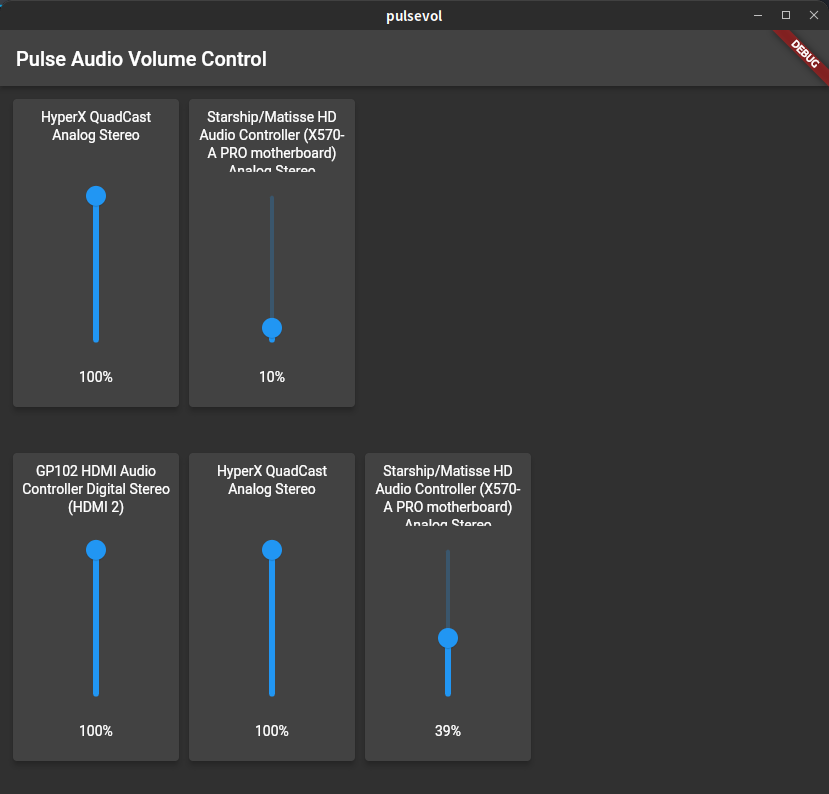 pulsevol
Pulse Audio Volume Control
DEBUG
HyperX QuadCast
Analog Stereo
100%
Starship/Matisse HD
Audio Controller (X570-
A PRO motherboard)
Analog Stereo
10%
GP102 HDMI Audio
Controller Digital Stereo
(HDMI 2)
100%
HyperX QuadCast
Analog Stereo
100%
Starship/Matisse HD
Audio Controller (X570-
A PRO motherboard)
Analog Stereo
39%